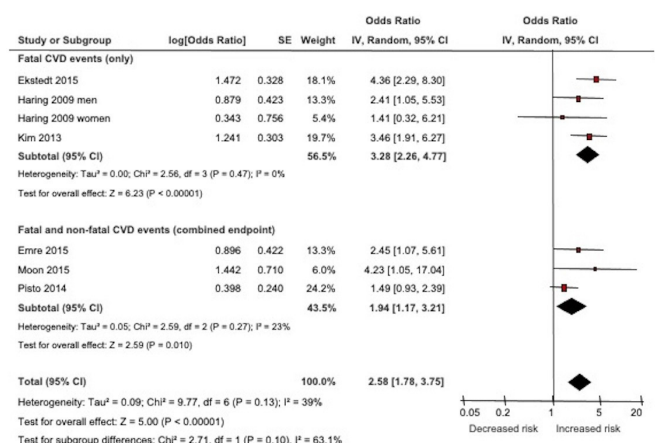 Odds Ratio Odds Ratio
Study or Subgroup log[Odds Ratio] SE Weight IV, Random, 95% CI IV, Random, 95% CI
Fatal CVD events (only)
Ekstedt 2015 1.472 0.328 18.1% 4.36 [2.29, 8.30]
Haring 2009 men 0.879 0.423 13.3% 2.41 [1.05, 5.53]
Haring 2009 women 0.343 0.756 5.4% 1.41 [0.32, 6.21]
Kim 2013 1.241 0.303 19.7% 3.46 [1.91, 6.27]
Subtotal (95% CI) 56.5% 3.28 [2.26, 4.77]
Heterogeneity: Tau² = 0.00; Chi² = 2.56, df = 3 (P = 0.47); I² = 0%
Test for overall effect: Z = 6.23 (P < 0.00001)
Fatal and non-fatal CVD events (combined endpoint)
Emre 2015 0.896 0.422 13.3% 2.45 [1.07, 5.61]
Moon 2015 1.442 0.710 6.0% 4.23 [1.05, 17.04]
Pisto 2014 0.398 0.240 24.2% 1.49 [0.93, 2.39]
Subtotal (95% CI) 43.5% 1.94 [1.17, 3.21]
Heterogeneity: Tau² = 0.05; Chi² = 2.59, df = 2 (P = 0.27); I² = 23%
Test for overall effect: Z = 2.59 (P = 0.010)
Total (95% CI) 100.0% 2.58 [1.78, 3.75]
Heterogeneity: Tau² = 0.09; Chi² = 9.77, df = 6 (P = 0.13); I² = 39%
Test for overall effect: Z = 5.00 (P < 0.00001)
Test for subgroup differences: Chi² = 2.71, df = 1 (P = 0.10), I² = 63.1%
0.05 0.2 1 5 20
Decreased risk Increased risk